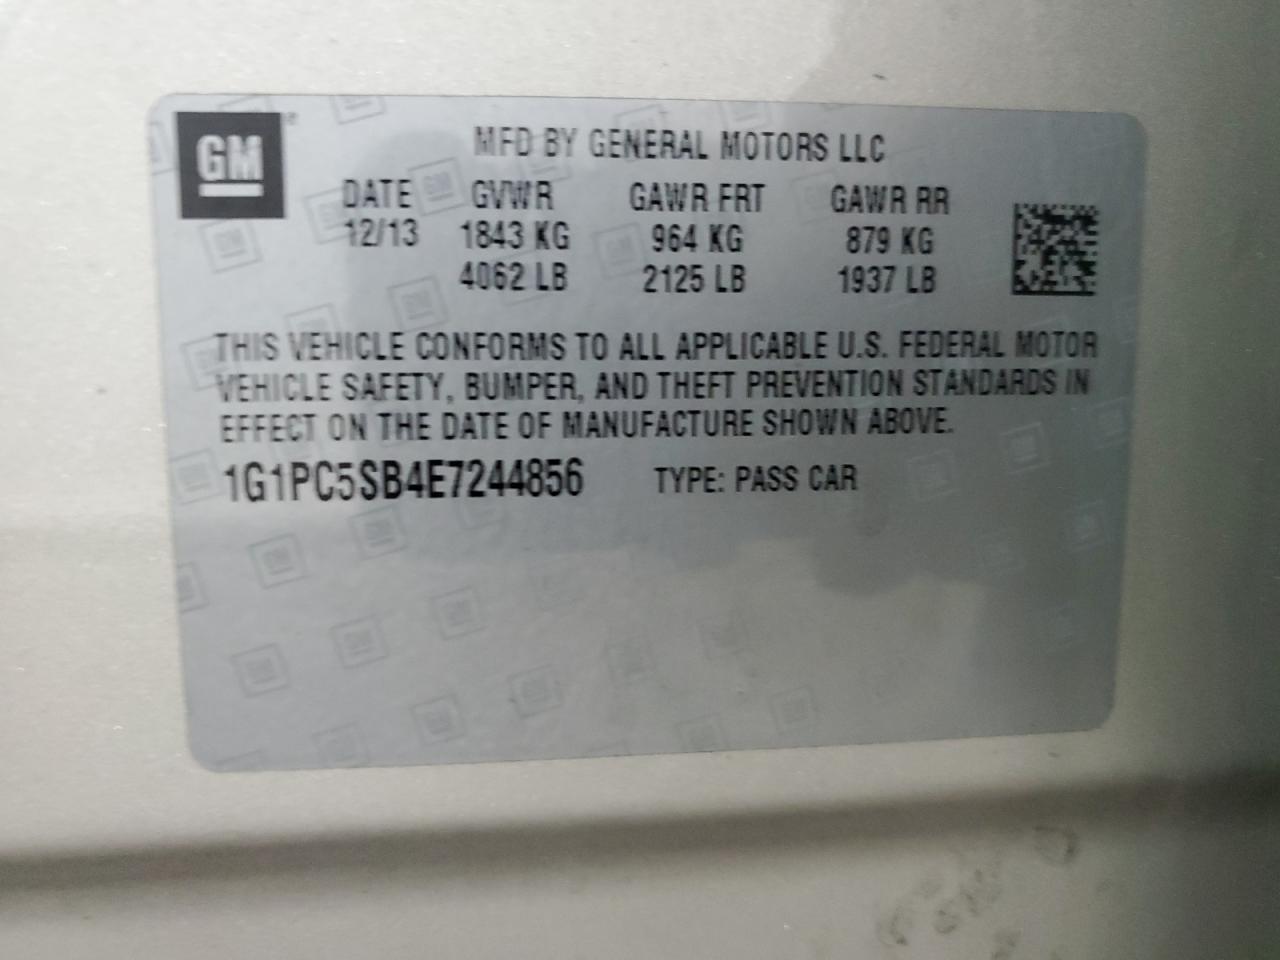 GM
MFD BY GENERAL MOTORS LLC
DATE GVWR GAWR FRT GAWR RR
12/13 1843 KG 964 KG 879 KG
4062 LB 2125 LB 1937 LB
THIS VEHICLE CONFORMS TO ALL APPLICABLE U.S. FEDERAL MOTOR
VEHICLE SAFETY, BUMPER, AND THEFT PREVENTION STANDARDS IN
EFFECT ON THE DATE OF MANUFACTURE SHOWN ABOVE.
1G1PC5SB4E7244856 TYPE: PASS CAR